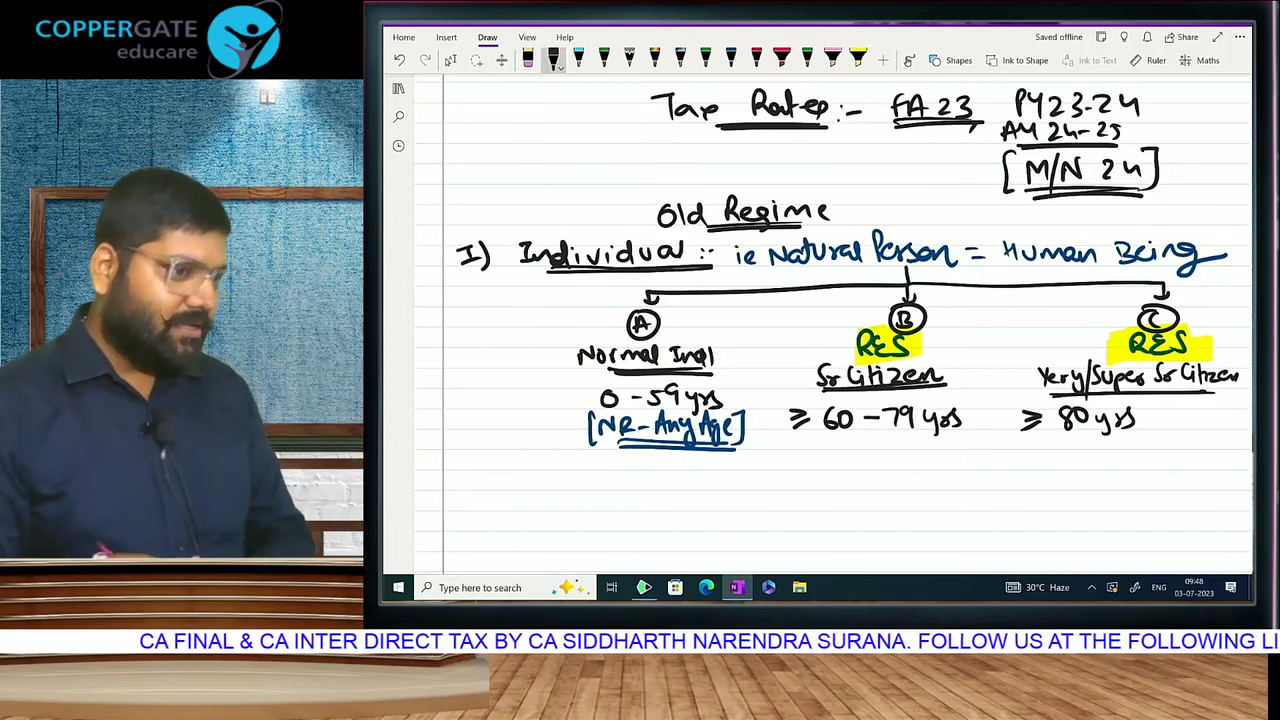 COPPERGATE
educare
Home Insert Draw View Help
Saved offline
Share
Shapes
Ink to Shape
Ink to Text
Ruler
Maths
Tax Rates :- FA 23 PY 23-24
AY 24-25
[M/N 24]
Old Regime
I) Individual :- ie Natural Person = Human Being
A B C
Normal Indl RES RES
0 - 59 yrs Sr Citizen Very/Super Sr Citizen
[NR - Any Age] ≥ 60 - 79 yrs ≥ 80 yrs
Type here to search
30°C Haze
ENG
09:48
03-07-2023
CA FINAL & CA INTER DIRECT TAX BY CA SIDDHARTH NARENDRA SURANA. FOLLOW US AT THE FOLLOWING LI